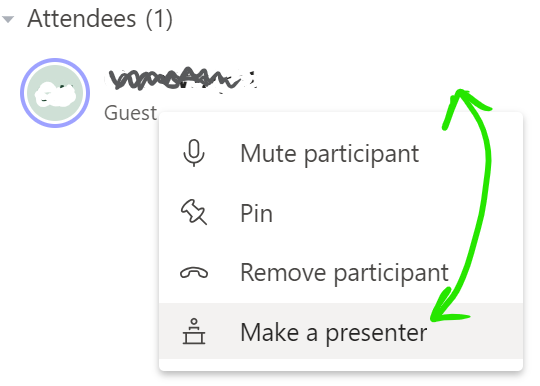 Attendees (1)
Guest
Mute participant
Pin
Remove participant
Make a presenter